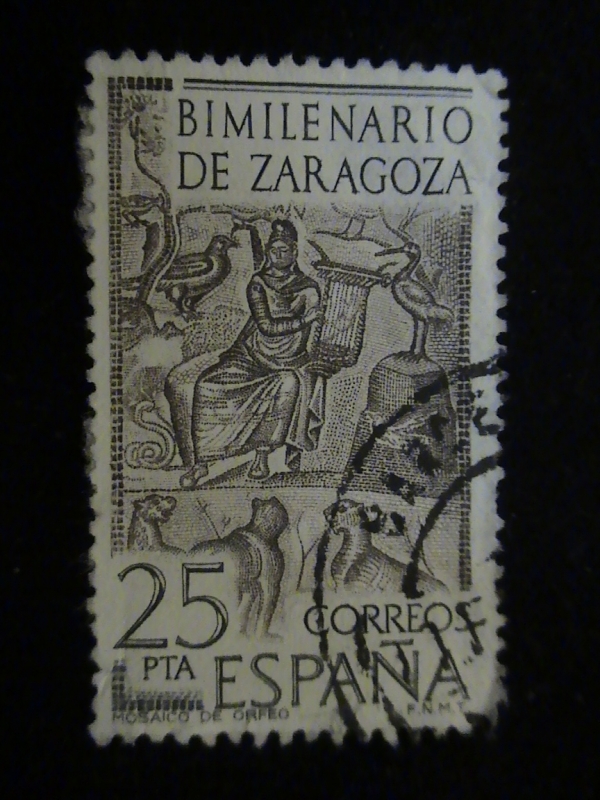 BIMILENARIO
DE ZARAGOZA
25
PTA
CORREOS
ESPAÑA
MOSAICO DE ORFEO
F.N.M.T.